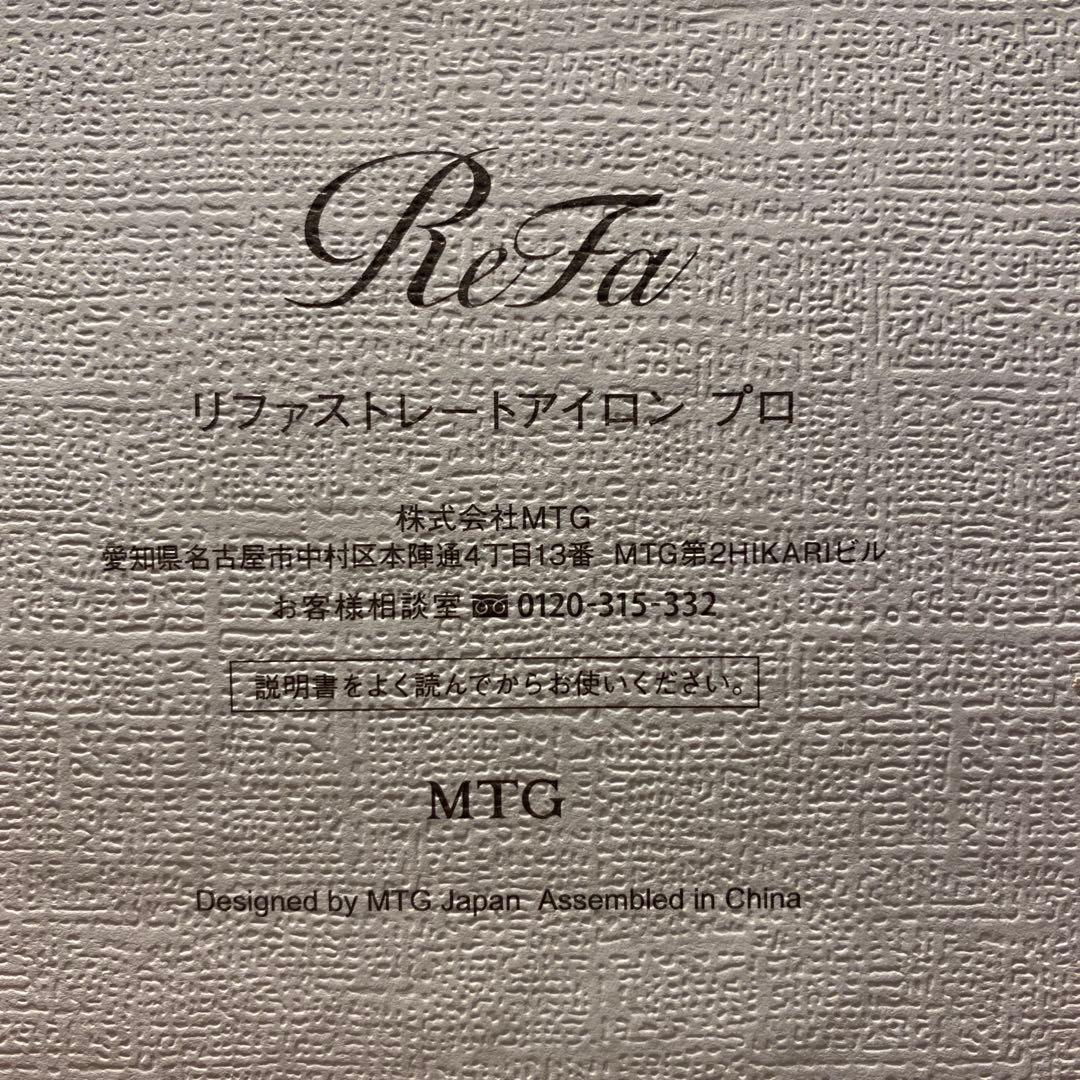 ReFa
リファストレートアイロン プロ
株式会社MTG
愛知県名古屋市中村区本陣通4丁目13番 MTG第2HIKARIビル
お客様相談室 0120-315-332
説明書をよく読んでからお使いください。
MTG
Designed by MTG Japan Assembled in China